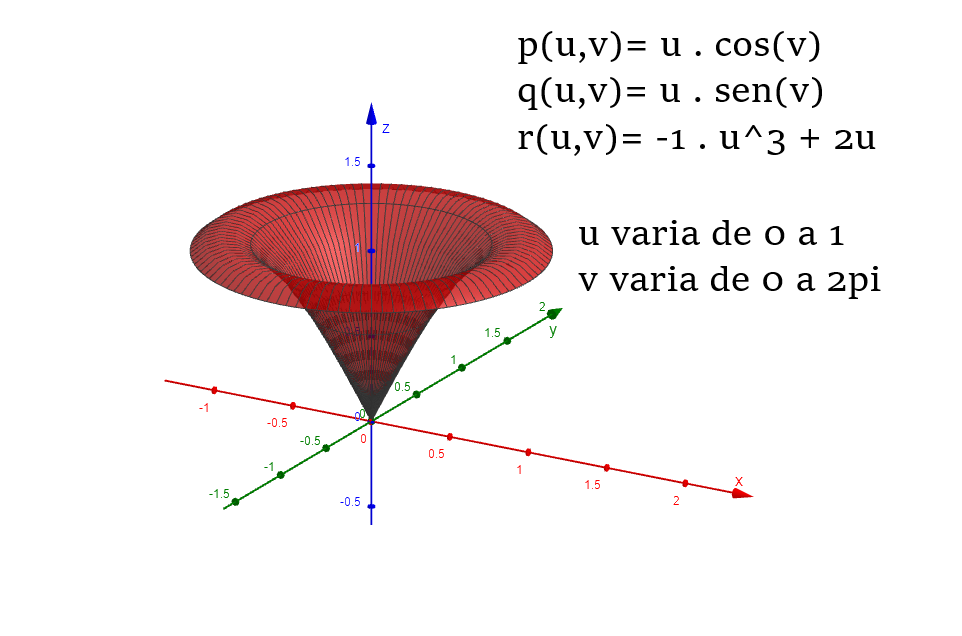 p(u,v)= u . cos(v)
q(u,v)= u . sen(v)
r(u,v)= -1 . u^3 + 2u
u varia de 0 a 1
v varia de 0 a 2pi
z
1.5
1
0
-0.5
2
y
1.5
1
0.5
0
-0.5
-1
-1.5
-1
-0.5
0
0.5
1
1.5
2
x